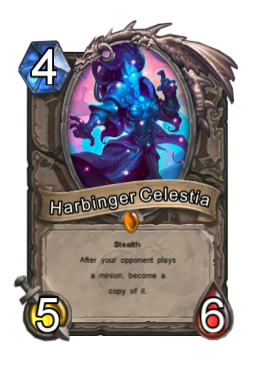 4
Harbinger Celestia
Stealth
After your opponent plays
a minion, become a
copy of it.
5
6